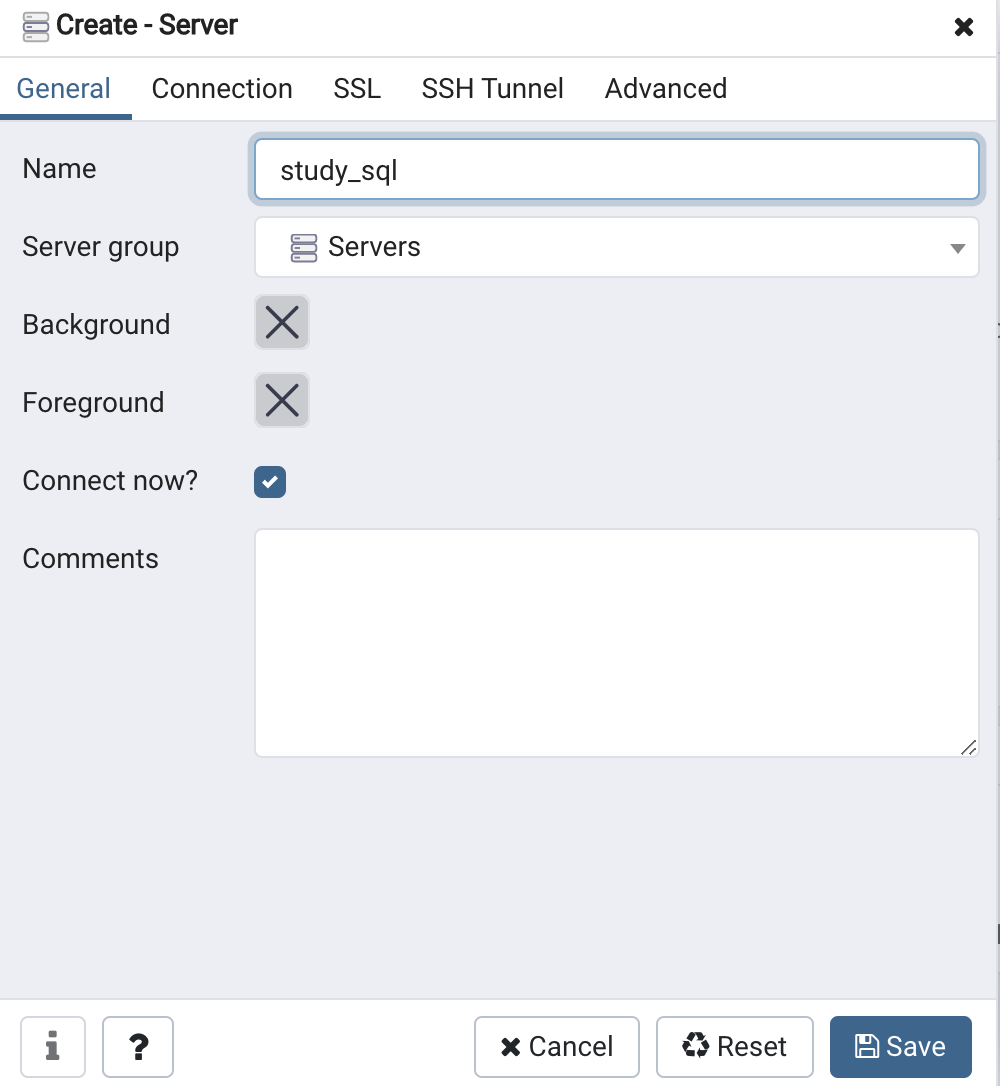 Create - Server
General Connection SSL SSH Tunnel Advanced
Name study_sql
Server group Servers
Background
Foreground
Connect now?
Comments
i ? Cancel Reset Save